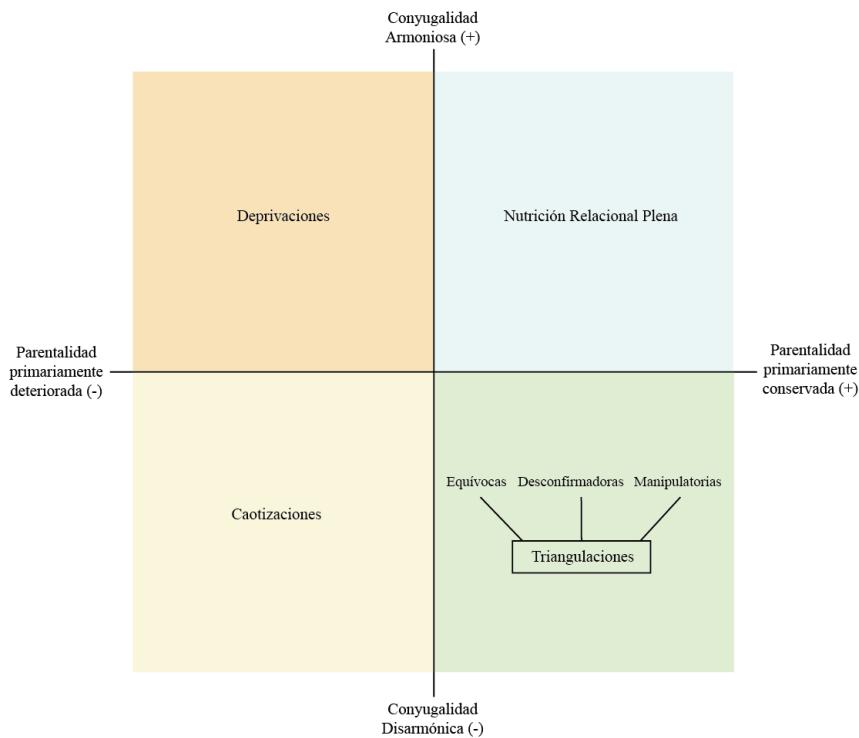 Conyugalidad
Armoniosa (+)
Deprivaciones
Nutrición Relacional Plena
Parentalidad
primariamente
deteriorada (-)
Parentalidad
primariamente
conservada (+)
Equívocas
Desconfirmadoras
Manipulatorias
Caotizaciones
Triangulaciones
Conyugalidad
Disarmónica (-)